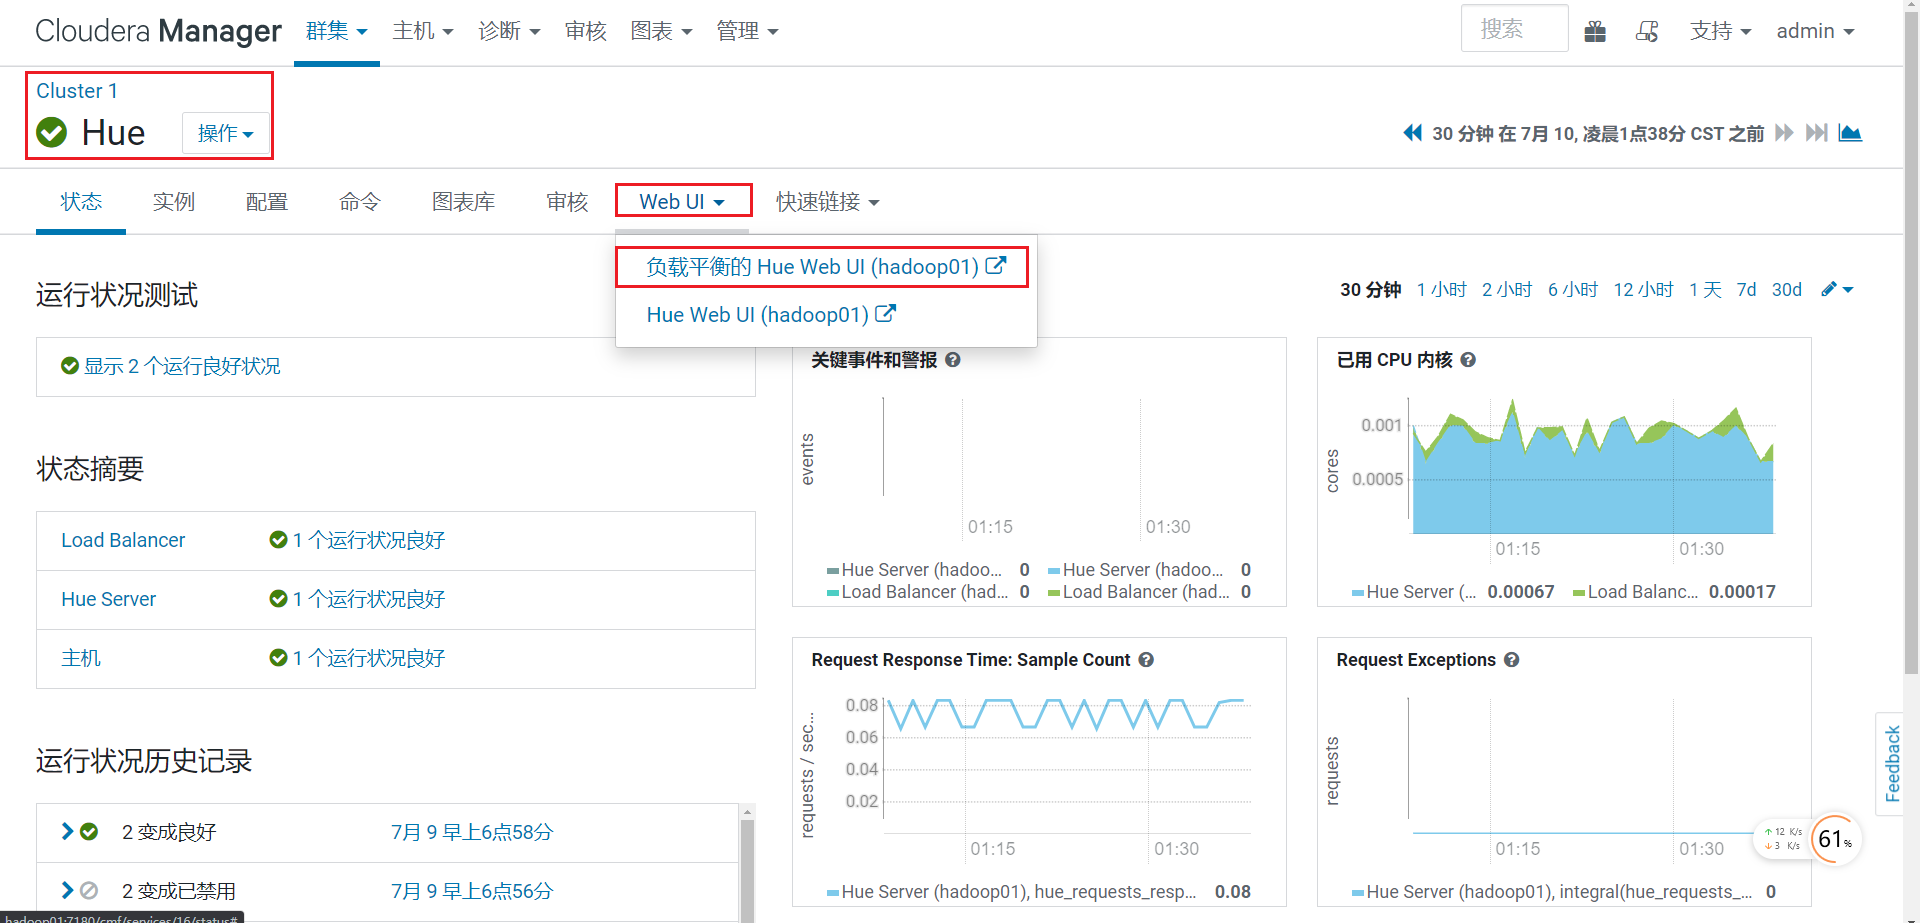 Cloudera Manager 群集 主机 诊断 审核 图表 管理 搜索 支持 admin
Cluster 1
Hue 操作
30 分钟 在 7月 10, 凌晨1点38分 CST 之前
状态 实例 配置 命令 图表库 审核 Web UI 快速链接
负载平衡的 Hue Web UI (hadoop01)
Hue Web UI (hadoop01)
30 分钟 1 小时 2 小时 6 小时 12 小时 1 天 7d 30d
运行状况测试
显示 2 个运行良好状况
状态摘要
Load Balancer 1 个运行状况良好
Hue Server 1 个运行状况良好
主机 1 个运行状况良好
运行状况历史记录
2 变成良好 7月 9 早上6点58分
2 变成已禁用 7月 9 早上6点56分
关键事件和警报
events
01:15 01:30
Hue Server (hadoo... 0 Hue Server (hadoo... 0
Load Balancer (had... 0 Load Balancer (had... 0
已用 CPU 内核
cores
0.001
0.0005
01:15 01:30
Hue Server (... 0.00067 Load Balanc... 0.00017
Request Response Time: Sample Count
requests / sec...
0.08
0.06
0.04
0.02
01:15 01:30
Hue Server (hadoop01), hue_requests_resp... 0.08
Request Exceptions
requests
01:15 01:30
Hue Server (hadoop01), integral(hue_requests_... 0
Feedback
12 K/s
3 K/s
61%
hadoop01:7180/cmf/services/16/status#